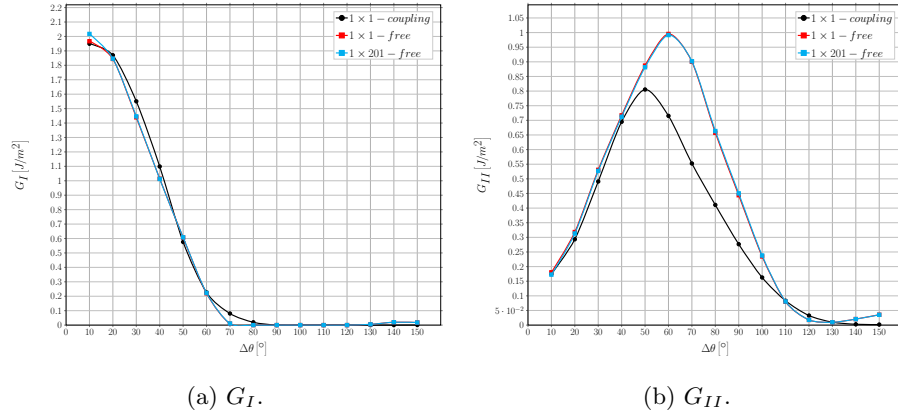 2.2
2.1
2
1.9
1.8
1.7
1.6
1.5
1.4
1.3
1.2
1.1
1
0.9
0.8
0.7
0.6
0.5
0.4
0.3
0.2
0.1
0
G_I [J/m²]
1 × 1 − coupling
1 × 1 − free
1 × 201 − free
0 10 20 30 40 50 60 70 80 90 100 110 120 130 140 150
Δθ [°]
(a) G_I.
1.05
1
0.95
0.9
0.85
0.8
0.75
0.7
0.65
0.6
0.55
0.5
0.45
0.4
0.35
0.3
0.25
0.2
0.15
0.1
5 · 10⁻²
0
G_II [J/m²]
1 × 1 − coupling
1 × 1 − free
1 × 201 − free
0 10 20 30 40 50 60 70 80 90 100 110 120 130 140 150
Δθ [°]
(b) G_II.